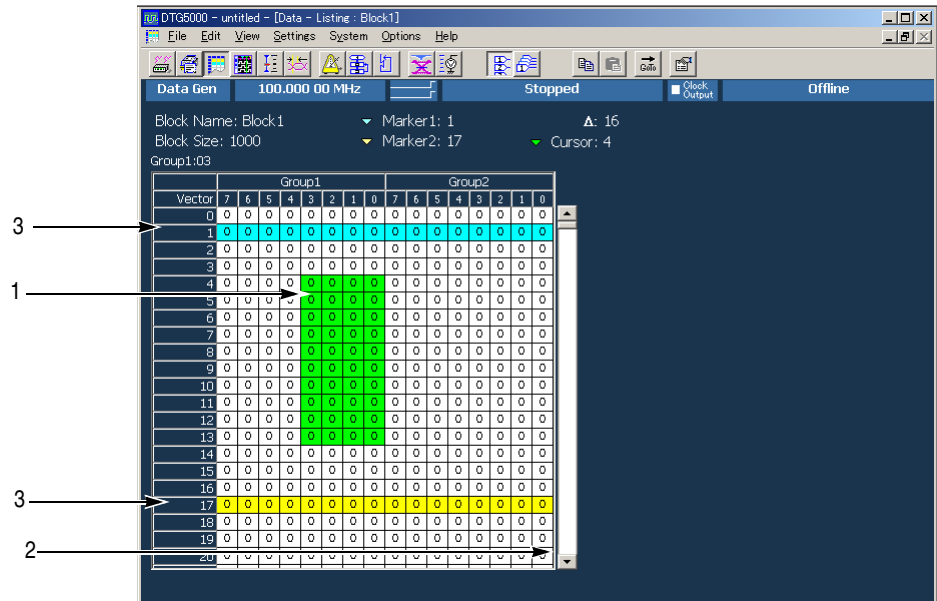 DTG5000 - untitled - [Data - Listing : Block1]
File Edit View Settings System Options Help
Data Gen 100.000 00 MHz Stopped Clock Output Offline
Block Name: Block1 Marker1: 1 Δ: 16
Block Size: 1000 Marker2: 17 Cursor: 4
Group1:03
Group1 Group2
Vector 7 6 5 4 3 2 1 0 7 6 5 4 3 2 1 0
0 0 0 0 0 0 0 0 0 0 0 0 0 0 0 0 0
3 1 0 0 0 0 0 0 0 0 0 0 0 0 0 0 0 0
2 0 0 0 0 0 0 0 0 0 0 0 0 0 0 0 0
3 0 0 0 0 0 0 0 0 0 0 0 0 0 0 0 0
4 0 0 0 0 0 0 0 0 0 0 0 0 0 0 0 0
1 5 0 0 0 0 0 0 0 0 0 0 0 0 0 0 0 0
6 0 0 0 0 0 0 0 0 0 0 0 0 0 0 0 0
7 0 0 0 0 0 0 0 0 0 0 0 0 0 0 0 0
8 0 0 0 0 0 0 0 0 0 0 0 0 0 0 0 0
9 0 0 0 0 0 0 0 0 0 0 0 0 0 0 0 0
10 0 0 0 0 0 0 0 0 0 0 0 0 0 0 0 0
11 0 0 0 0 0 0 0 0 0 0 0 0 0 0 0 0
12 0 0 0 0 0 0 0 0 0 0 0 0 0 0 0 0
13 0 0 0 0 0 0 0 0 0 0 0 0 0 0 0 0
14 0 0 0 0 0 0 0 0 0 0 0 0 0 0 0 0
15 0 0 0 0 0 0 0 0 0 0 0 0 0 0 0 0
16 0 0 0 0 0 0 0 0 0 0 0 0 0 0 0 0
3 17 0 0 0 0 0 0 0 0 0 0 0 0 0 0 0 0
18 0 0 0 0 0 0 0 0 0 0 0 0 0 0 0 0
19 0 0 0 0 0 0 0 0 0 0 0 0 0 0 0 0
2 20